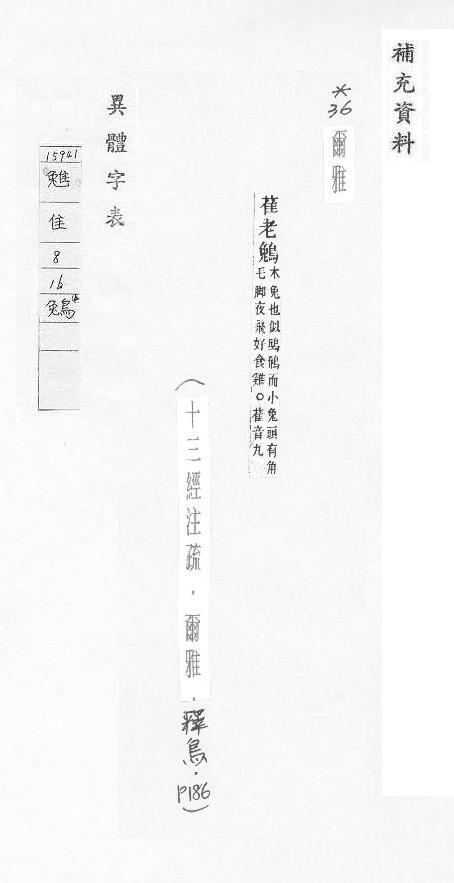 補充資料
*36
爾雅
萑老鵵
木兔也似鴟鵂而小兔頭有角
毛脚夜飛好食雞○萑音九
(十三經注疏．爾雅．釋鳥．P186)
異體字表
15941
隹
8
16
鵵